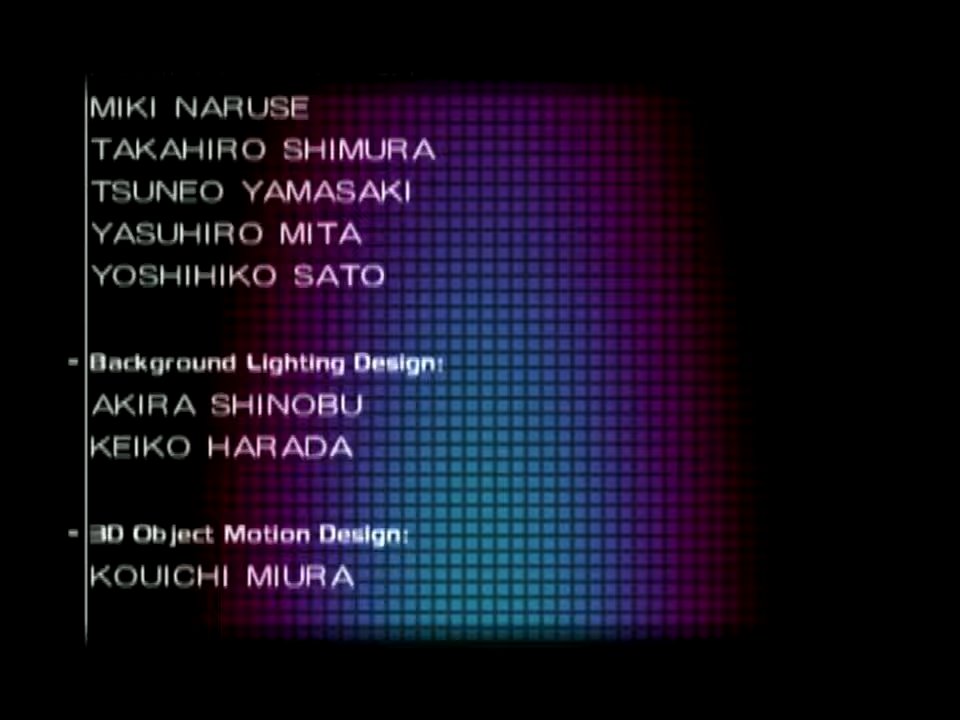 MIKI NARUSE
TAKAHIRO SHIMURA
TSUNEO YAMASAKI
YASUHIRO MITA
YOSHIHIKO SATO
- Background Lighting Design:
AKIRA SHINOBU
KEIKO HARADA
- 3D Object Motion Design:
KOUICHI MIURA